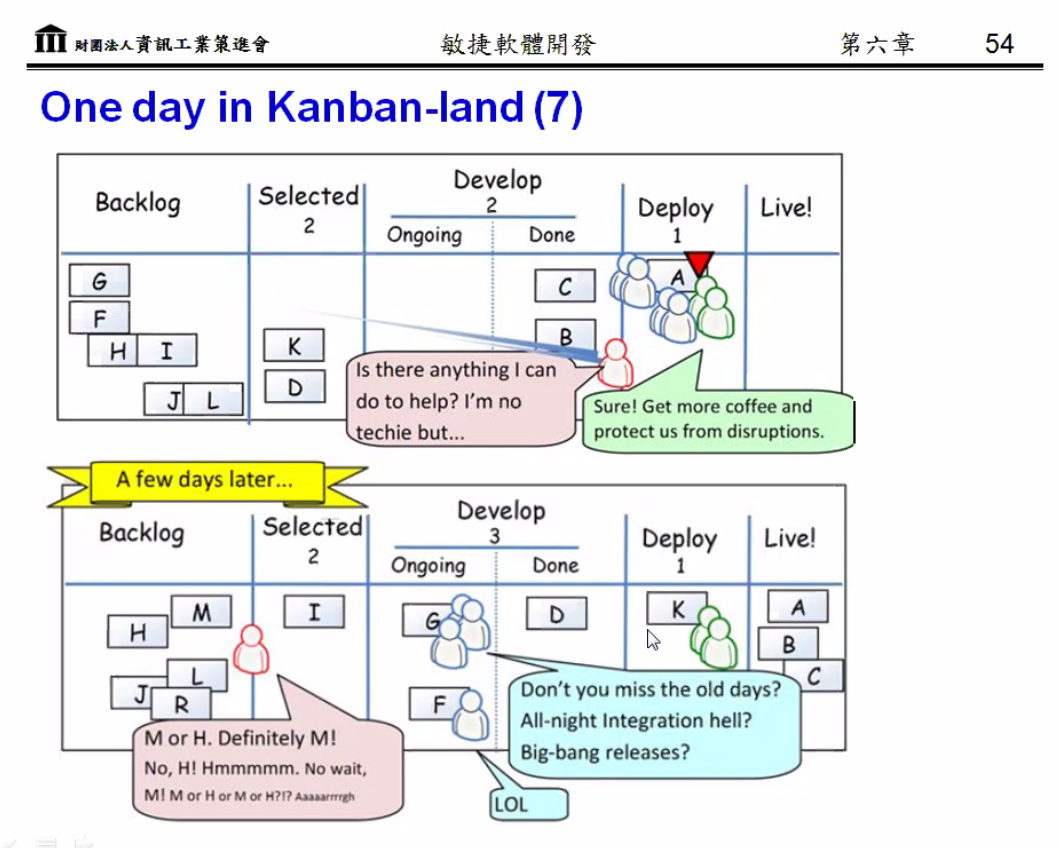 財團法人資訊工業策進會 敏捷軟體開發 第六章 54
One day in Kanban-land (7)
Backlog
Selected
2
Develop
2
Ongoing
Done
Deploy
1
Live!
G
F
H I
J L
K
D
C
B
A
Is there anything I can
do to help? I'm no
techie but...
Sure! Get more coffee and
protect us from disruptions.
A few days later...
Backlog
Selected
2
Develop
3
Ongoing
Done
Deploy
1
Live!
M
H
L
J
R
I
G
F
D
K
A
B
C
M or H. Definitely M!
No, H! Hmmmmm. No wait,
M! M or H or M or H?!? Aaaaarrrrgh
Don't you miss the old days?
All-night Integration hell?
Big-bang releases?
LOL